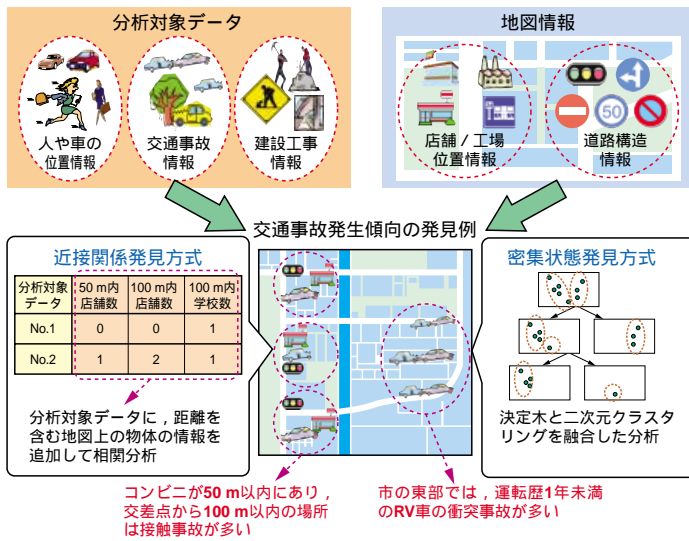 分析対象データ
人や車の
位置情報
交通事故
情報
建設工事
情報
地図情報
店舗 / 工場
位置情報
道路構造
情報
50
交通事故発生傾向の発見例
近接関係発見方式
分析対象
データ
50 m内
店舗数
100 m内
店舗数
100 m内
学校数
No.1 0 0 1
No.2 1 2 1
分析対象データに，距離を
含む地図上の物体の情報を
追加して相関分析
密集状態発見方式
決定木と二次元クラスタ
リングを融合した分析
コンビニが50 m以内にあり，
交差点から100 m以内の場所
は接触事故が多い
市の東部では，運転歴1年未満
のRV車の衝突事故が多い